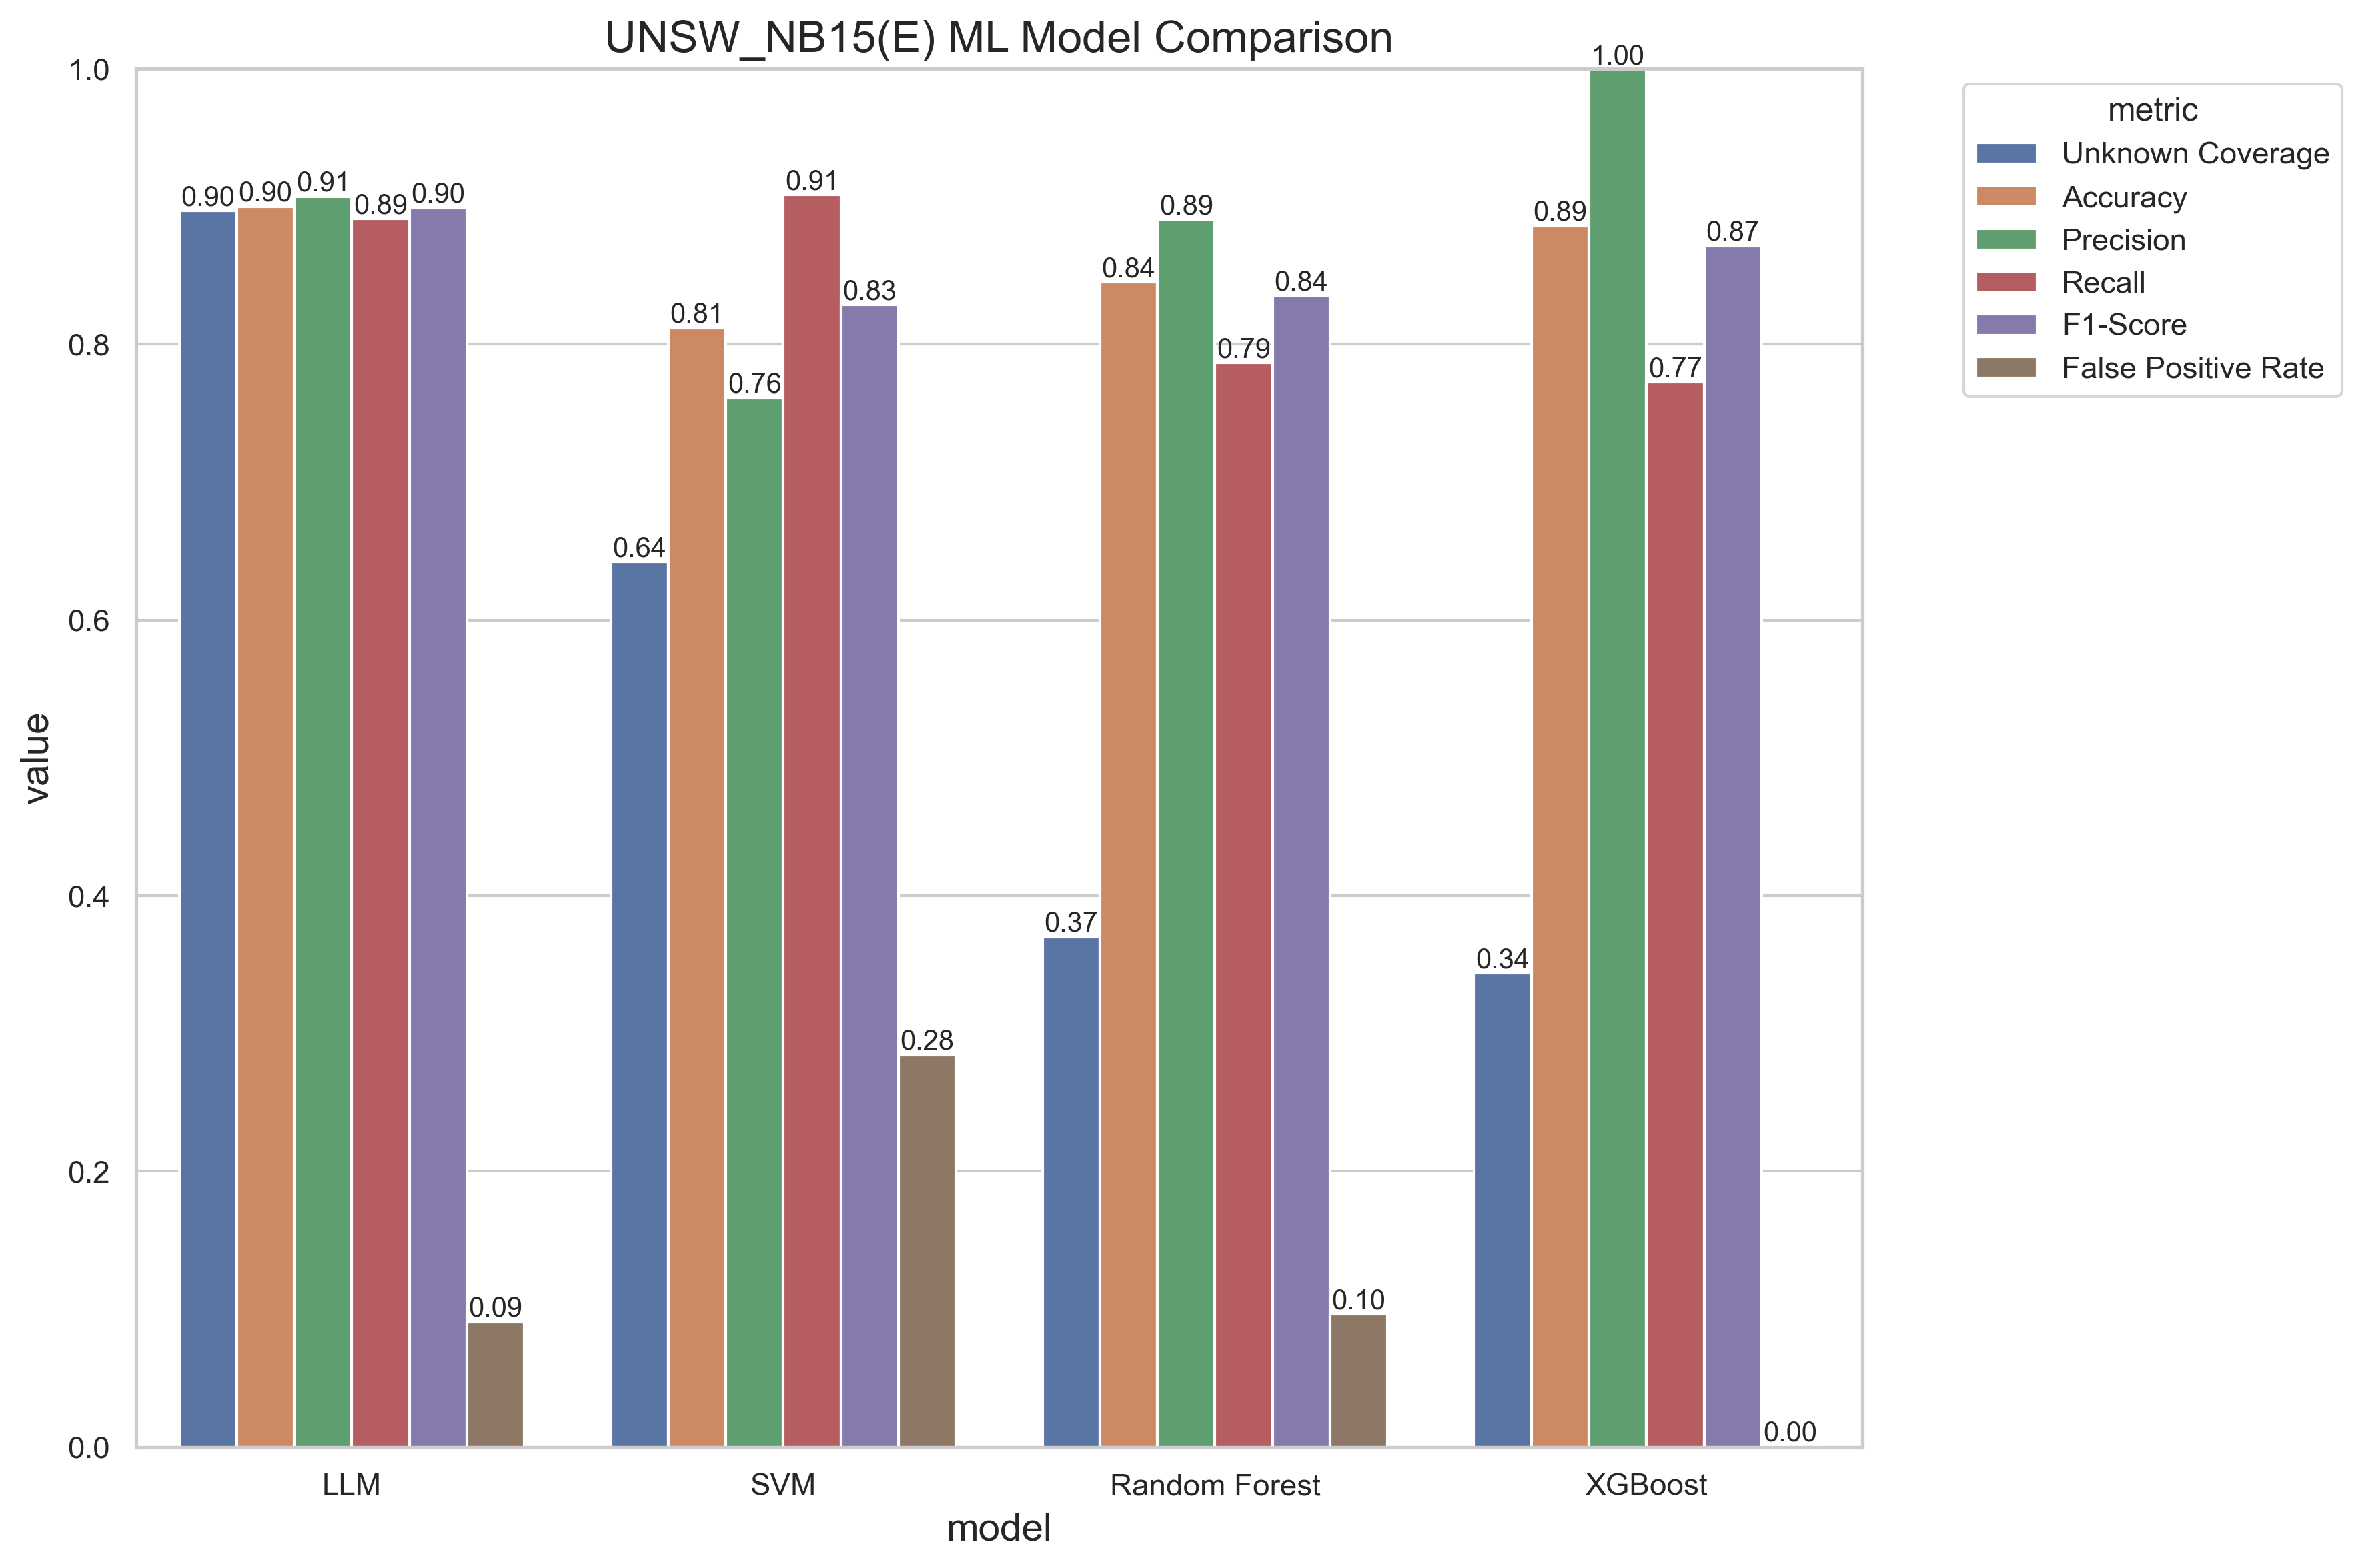 UNSW_NB15(E) ML Model Comparison
metric
Unknown Coverage
Accuracy
Precision
Recall
F1-Score
False Positive Rate
value
1.0
0.8
0.6
0.4
0.2
0.0
0.90
0.90
0.91
0.89
0.90
0.09
0.64
0.81
0.76
0.91
0.83
0.28
0.37
0.84
0.89
0.79
0.84
0.10
0.34
0.89
1.00
0.77
0.87
0.00
LLM
SVM
Random Forest
XGBoost
model